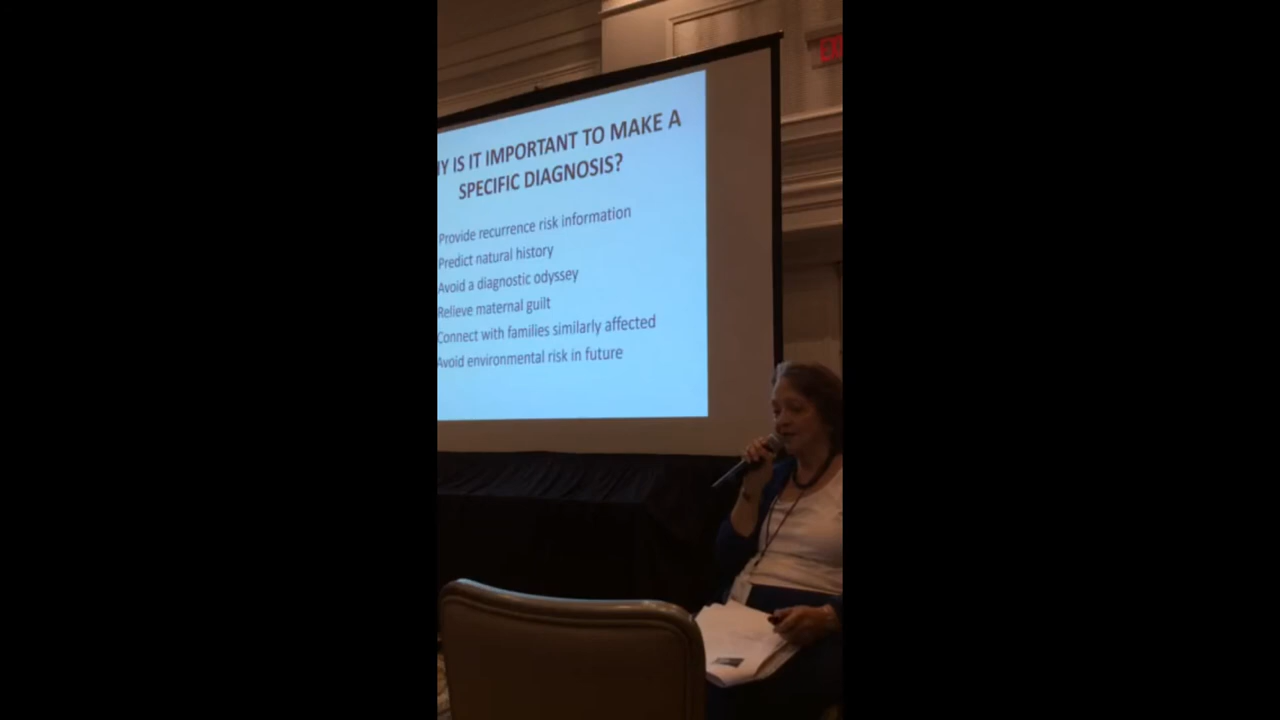 Y IS IT IMPORTANT TO MAKE A
SPECIFIC DIAGNOSIS?
Provide recurrence risk information
Predict natural history
Avoid a diagnostic odyssey
Relieve maternal guilt
Connect with families similarly affected
Avoid environmental risk in future